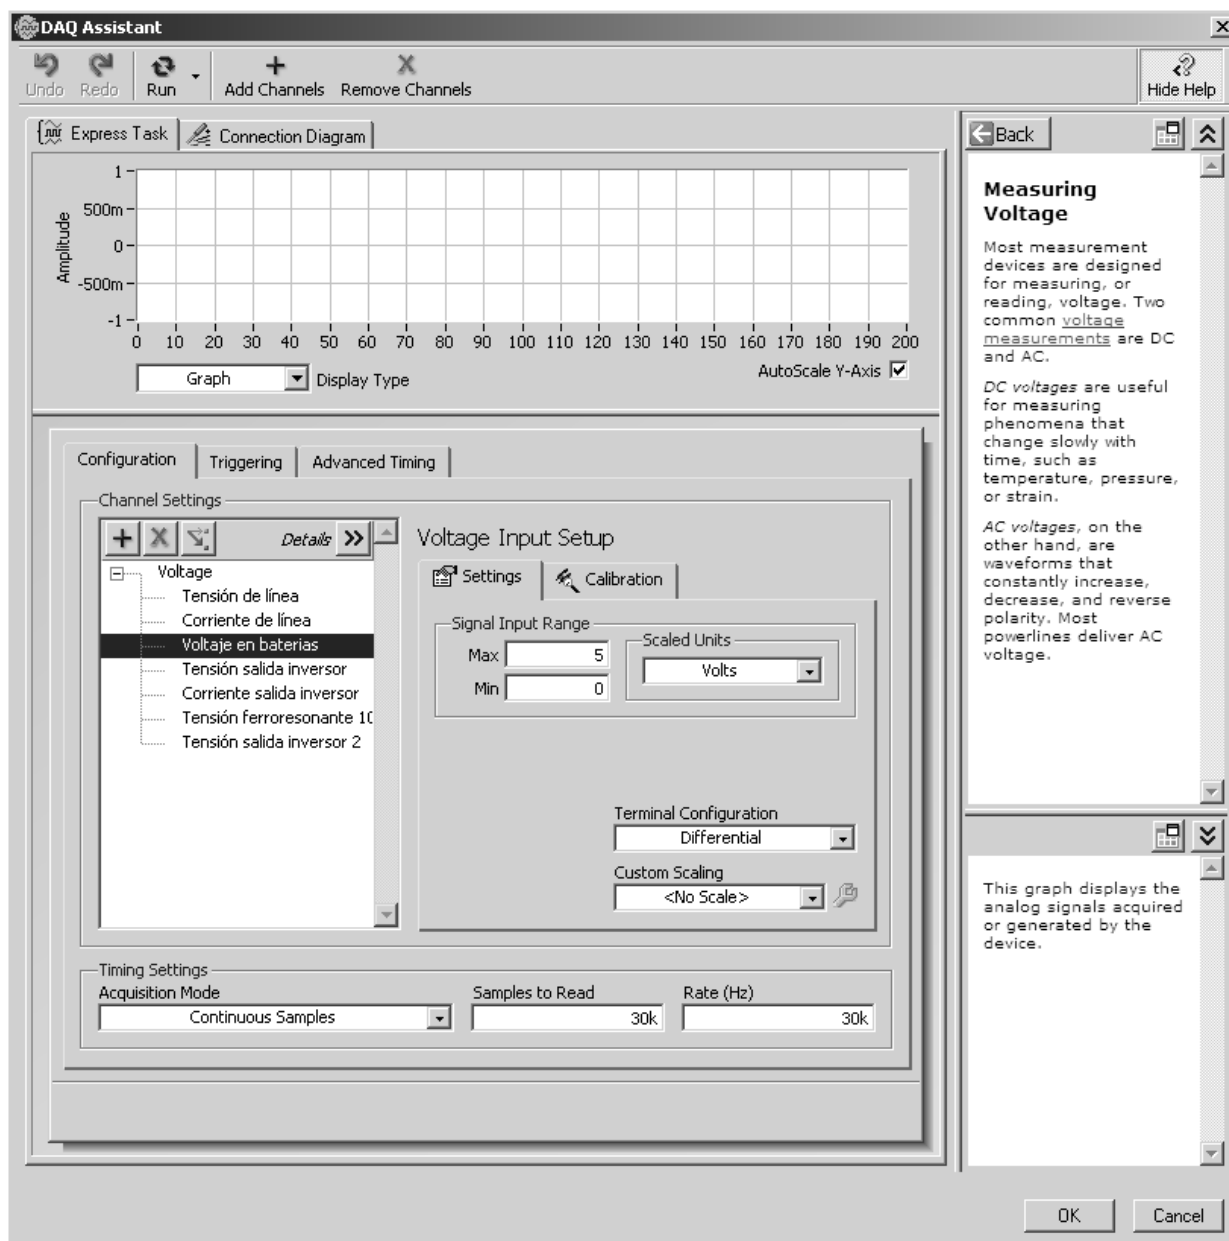 DAQ Assistant
Undo Redo Run Add Channels Remove Channels Hide Help
Express Task Connection Diagram
1
500m
0
-500m
-1
Amplitude
0 10 20 30 40 50 60 70 80 90 100 110 120 130 140 150 160 170 180 190 200
Graph Display Type AutoScale Y-Axis
Configuration Triggering Advanced Timing
Channel Settings
Details
Voltage
Tensión de línea
Corriente de línea
Voltaje en baterias
Tensión salida inversor
Corriente salida inversor
Tensión ferroresonante 10
Tensión salida inversor 2
Voltage Input Setup
Settings Calibration
Signal Input Range
Max 5
Min 0
Scaled Units
Volts
Terminal Configuration
Differential
Custom Scaling
<No Scale>
Timing Settings
Acquisition Mode Samples to Read Rate (Hz)
Continuous Samples 30k 30k
Back
Measuring
Voltage
Most measurement
devices are designed
for measuring, or
reading, voltage. Two
common voltage
measurements are DC
and AC.
DC voltages are useful
for measuring
phenomena that
change slowly with
time, such as
temperature, pressure,
or strain.
AC voltages, on the
other hand, are
waveforms that
constantly increase,
decrease, and reverse
polarity. Most
powerlines deliver AC
voltage.
This graph displays the
analog signals acquired
or generated by the
device.
OK Cancel